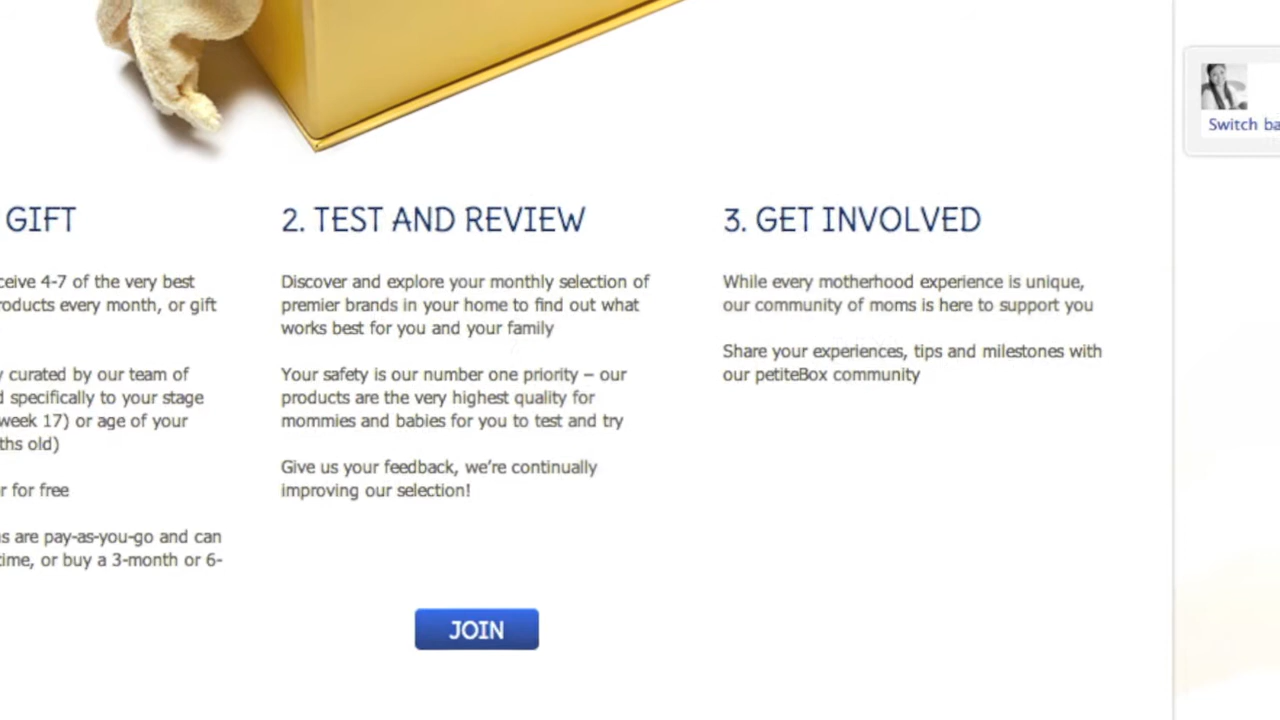 GIFT
ceive 4-7 of the very best
roducts every month, or gift
y curated by our team of
d specifically to your stage
week 17) or age of your
ths old)
r for free
s are pay-as-you-go and can
time, or buy a 3-month or 6-
2. TEST AND REVIEW
Discover and explore your monthly selection of
premier brands in your home to find out what
works best for you and your family
Your safety is our number one priority – our
products are the very highest quality for
mommies and babies for you to test and try
Give us your feedback, we’re continually
improving our selection!
3. GET INVOLVED
While every motherhood experience is unique,
our community of moms is here to support you
Share your experiences, tips and milestones with
our petiteBox community
JOIN
Switch ba